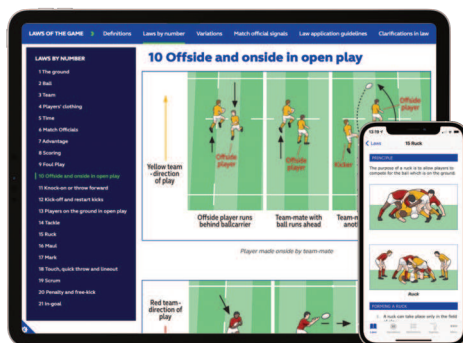 LAWS OF THE GAME
Definitions
Laws by number
Variations
Match official signals
Law application guidelines
Clarifications in law
LAWS BY NUMBER
1 The ground
2 Ball
3 Team
4 Players' clothing
5 Time
6 Match Officials
7 Advantage
8 Scoring
9 Foul Play
10 Offside and onside in open play
11 Knock-on or throw forward
12 Kick-off and restart kicks
13 Players on the ground in open play
14 Tackle
15 Ruck
16 Maul
17 Mark
18 Touch, quick throw and lineout
19 Scrum
20 Penalty and free-kick
21 In-goal
10 Offside and onside in open play
Yellow team
-direction
of play
Offside
player
Offside
player
Offside
player
Kicker
Offside player runs
behind ballcarrier
Team-mate with
ball runs ahead
Player made onside by team-mate
Red team-
direction of
play
Laws
15 Ruck
PRINCIPLE
The purpose of a ruck is to allow players to
compete for the ball which is on the ground.
Ruck
FORMING A RUCK
A ruck can take place only in the field